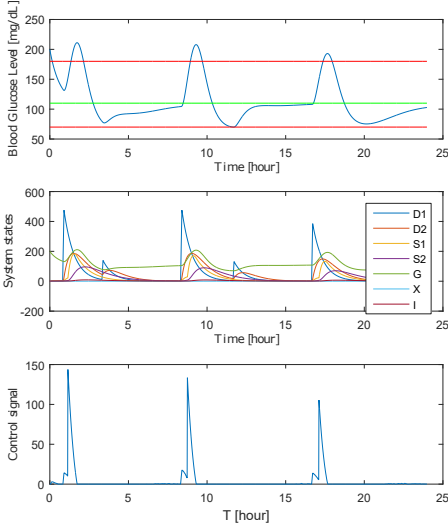 Blood Glucose Level [mg/dL]
250
200
150
100
50
0
5
10
15
20
25
Time [hour]
System states
600
400
200
0
-200
D1
D2
S1
S2
G
X
I
0
5
10
15
20
25
Time [hour]
Control signal
150
100
50
0
0
5
10
15
20
25
T [hour]